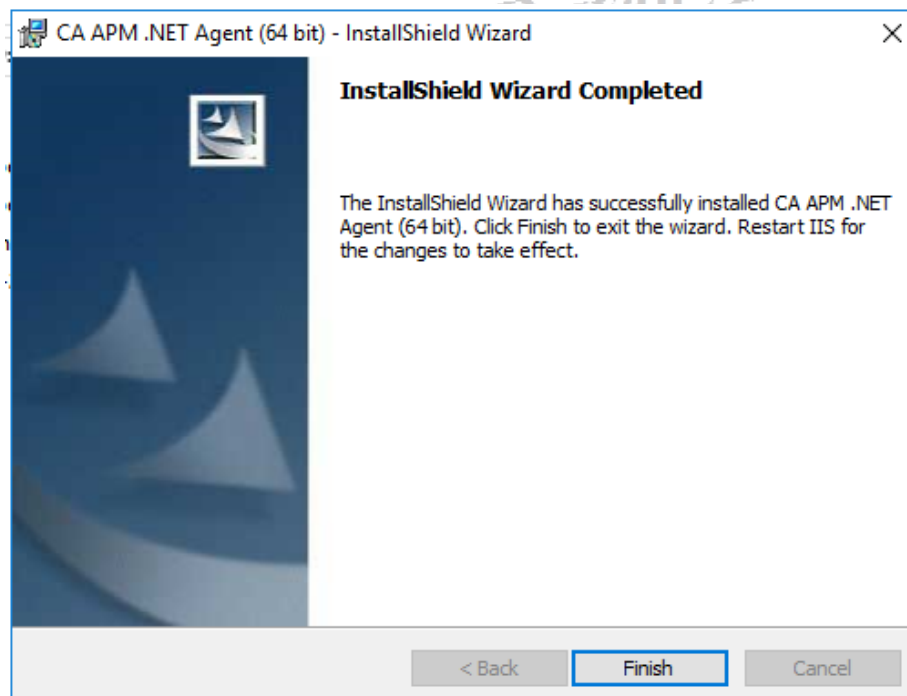 CA APM .NET Agent (64 bit) - InstallShield Wizard
InstallShield Wizard Completed
The InstallShield Wizard has successfully installed CA APM .NET
Agent (64 bit). Click Finish to exit the wizard. Restart IIS for
the changes to take effect.
< Back
Finish
Cancel